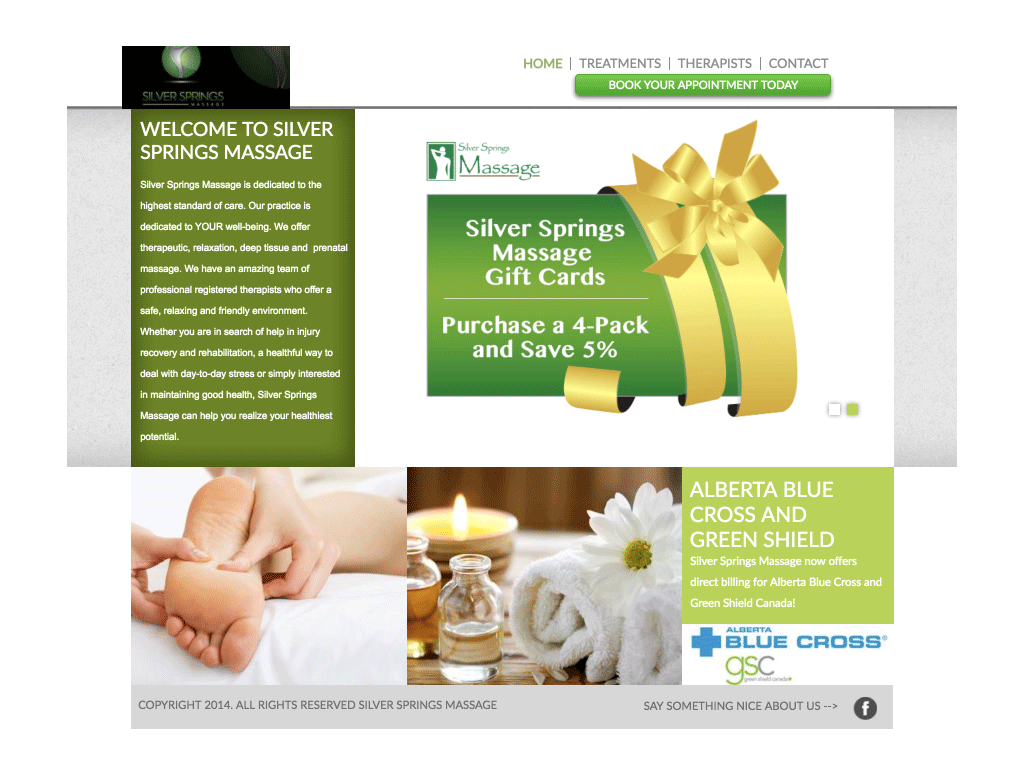 SILVER SPRINGS
MASSAGE
HOME | TREATMENTS | THERAPISTS | CONTACT
BOOK YOUR APPOINTMENT TODAY
WELCOME TO SILVER
SPRINGS MASSAGE
Silver Springs Massage is dedicated to the
highest standard of care. Our practice is
dedicated to YOUR well-being. We offer
therapeutic, relaxation, deep tissue and prenatal
massage. We have an amazing team of
professional registered therapists who offer a
safe, relaxing and friendly environment.
Whether you are in search of help in injury
recovery and rehabilitation, a healthful way to
deal with day-to-day stress or simply interested
in maintaining good health, Silver Springs
Massage can help you realize your healthiest
potential.
Silver Springs
Massage
Silver Springs
Massage
Gift Cards
Purchase a 4-Pack
and Save 5%
ALBERTA BLUE
CROSS AND
GREEN SHIELD
Silver Springs Massage now offers
direct billing for Alberta Blue Cross and
Green Shield Canada!
ALBERTA
BLUE CROSS®
gsc
green shield canada
COPYRIGHT 2014. ALL RIGHTS RESERVED SILVER SPRINGS MASSAGE
SAY SOMETHING NICE ABOUT US -->
f